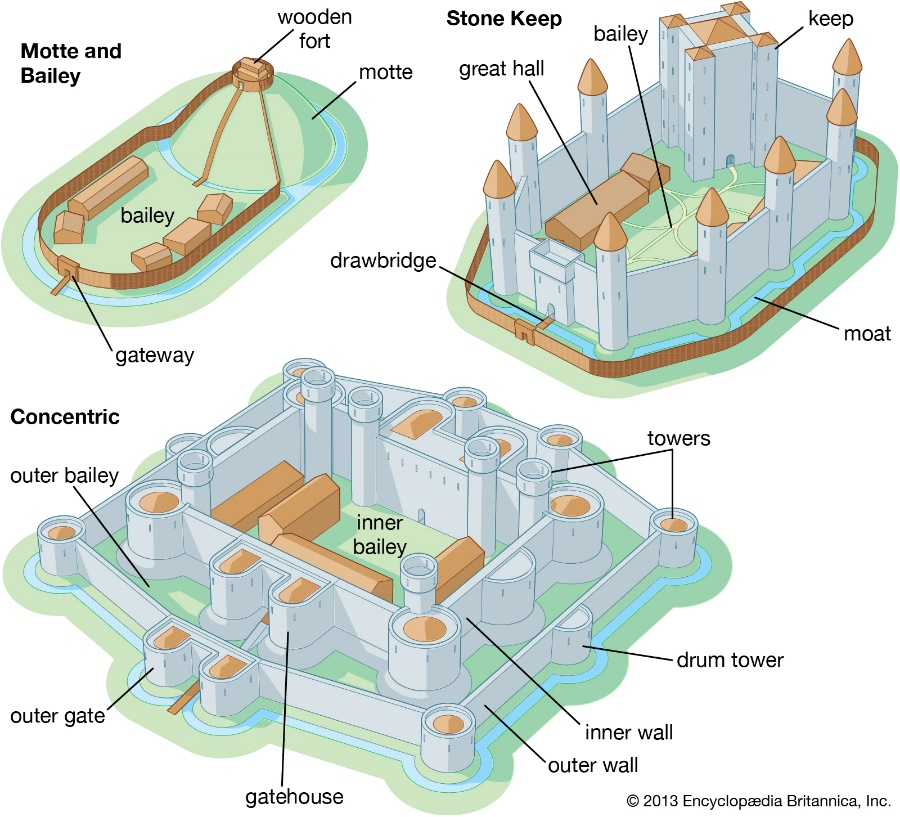 Motte and
Bailey
wooden
fort
motte
bailey
gateway
Stone Keep
keep
bailey
great hall
drawbridge
moat
Concentric
towers
outer bailey
inner
bailey
drum tower
outer gate
inner wall
outer wall
gatehouse
© 2013 Encyclopædia Britannica, Inc.